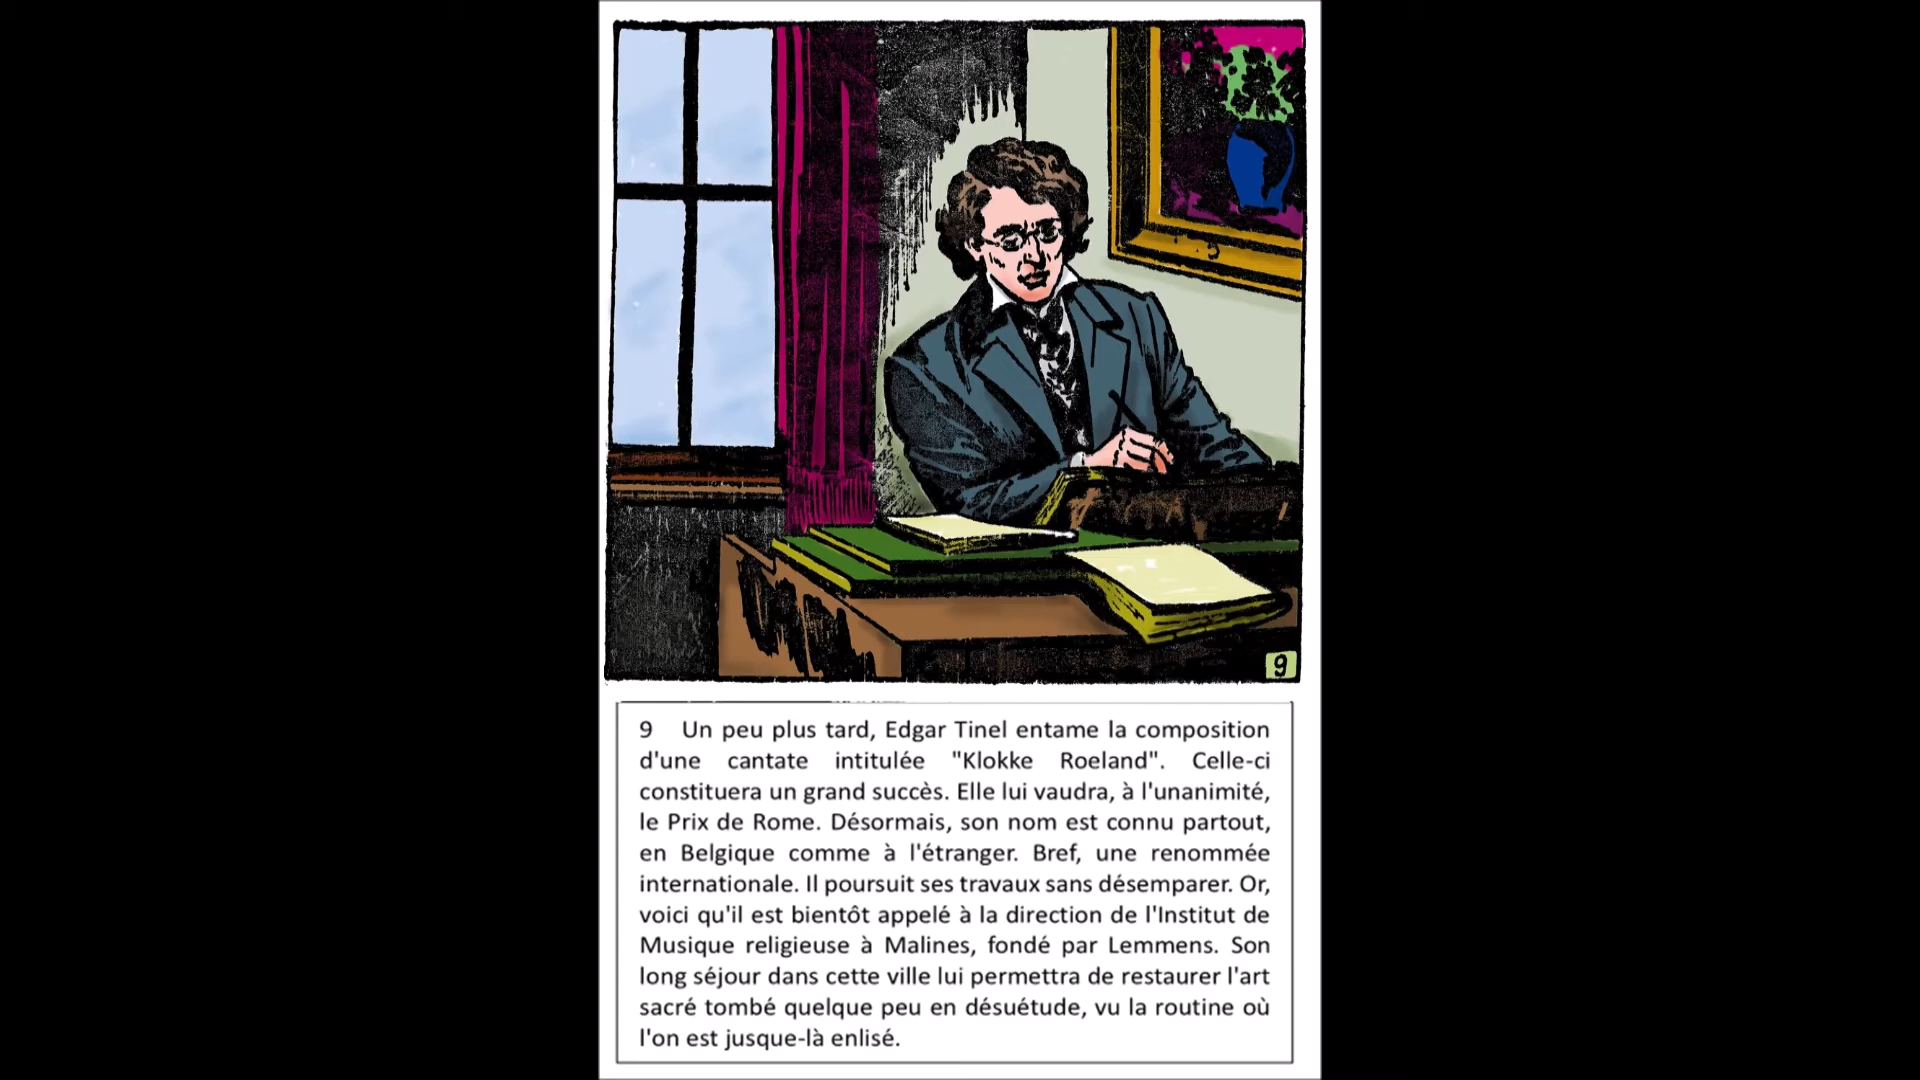 9
9 Un peu plus tard, Edgar Tinel entame la composition
d'une cantate intitulée "Klokke Roeland". Celle-ci
constituera un grand succès. Elle lui vaudra, à l'unanimité,
le Prix de Rome. Désormais, son nom est connu partout,
en Belgique comme à l'étranger. Bref, une renommée
internationale. Il poursuit ses travaux sans désemparer. Or,
voici qu'il est bientôt appelé à la direction de l'Institut de
Musique religieuse à Malines, fondé par Lemmens. Son
long séjour dans cette ville lui permettra de restaurer l'art
sacré tombé quelque peu en désuétude, vu la routine où
l'on est jusque-là enlisé.